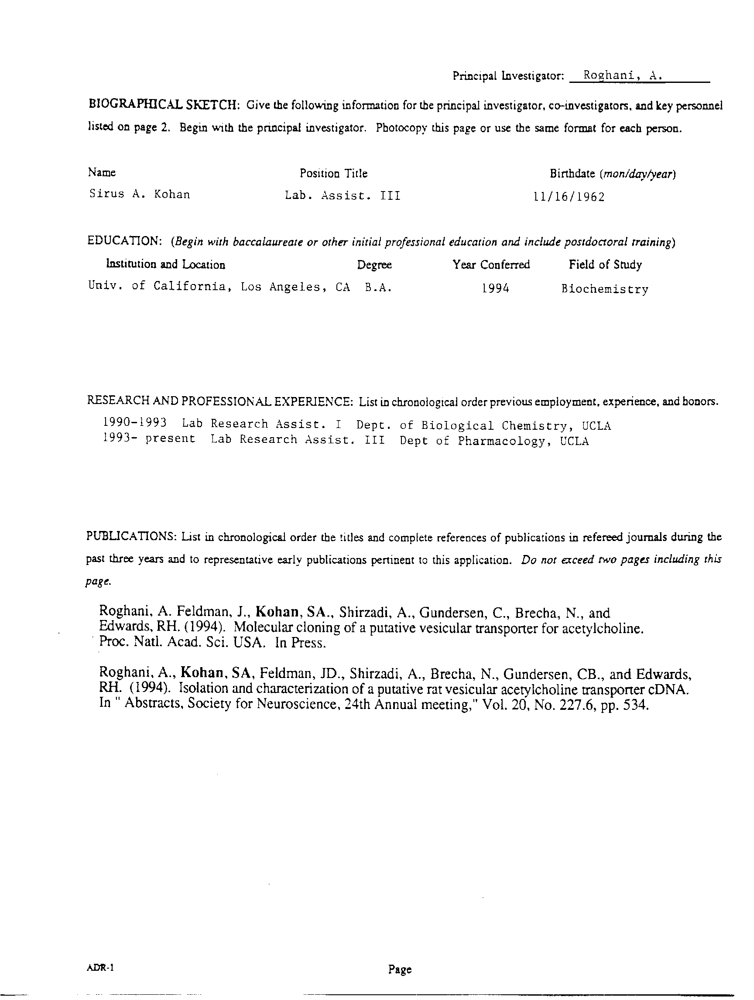 Principal Investigator: Roghani, A.
BIOGRAPHICAL SKETCH: Give the following information for the principal investigator, co-investigators, and key personnel
listed on page 2. Begin with the principal investigator. Photocopy this page or use the same format for each person.
Name Position Title Birthdate (mon/day/year)
Sirus A. Kohan Lab. Assist. III 11/16/1962
EDUCATION: (Begin with baccalaureate or other initial professional education and include postdoctoral training)
Institution and Location Degree Year Conferred Field of Study
Univ. of California, Los Angeles, CA B.A. 1994 Biochemistry
RESEARCH AND PROFESSIONAL EXPERIENCE: List in chronological order previous employment, experience, and honors.
1990-1993 Lab Research Assist. I Dept. of Biological Chemistry, UCLA
1993- present Lab Research Assist. III Dept of Pharmacology, UCLA
PUBLICATIONS: List in chronological order the titles and complete references of publications in refereed journals during the
past three years and to representative early publications pertinent to this application. Do not exceed two pages including this
page.
Roghani, A. Feldman, J., Kohan, SA., Shirzadi, A., Gundersen, C., Brecha, N., and
Edwards, RH. (1994). Molecular cloning of a putative vesicular transporter for acetylcholine.
Proc. Natl. Acad. Sci. USA. In Press.
Roghani, A., Kohan, SA, Feldman, JD., Shirzadi, A., Brecha, N., Gundersen, CB., and Edwards,
RH. (1994). Isolation and characterization of a putative rat vesicular acetylcholine transporter cDNA.
In " Abstracts, Society for Neuroscience, 24th Annual meeting," Vol. 20, No. 227.6, pp. 534.
ADR-1 Page